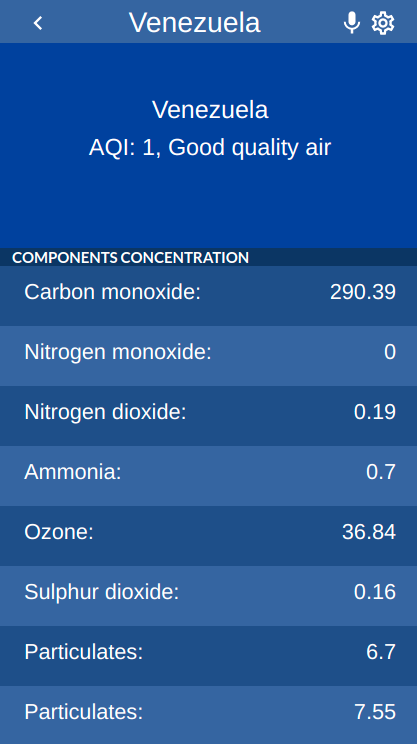 Venezuela
Venezuela
AQI: 1, Good quality air
COMPONENTS CONCENTRATION
Carbon monoxide: 290.39
Nitrogen monoxide: 0
Nitrogen dioxide: 0.19
Ammonia: 0.7
Ozone: 36.84
Sulphur dioxide: 0.16
Particulates: 6.7
Particulates: 7.55